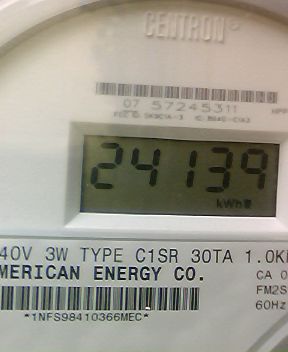 CENTRON®
07 57245311
24139
kWh
40V 3W TYPE C1SR 30TA 1.0K
MERICAN ENERGY CO.
CA 0
FM2S
60Hz
*1NFS98410366MEC*